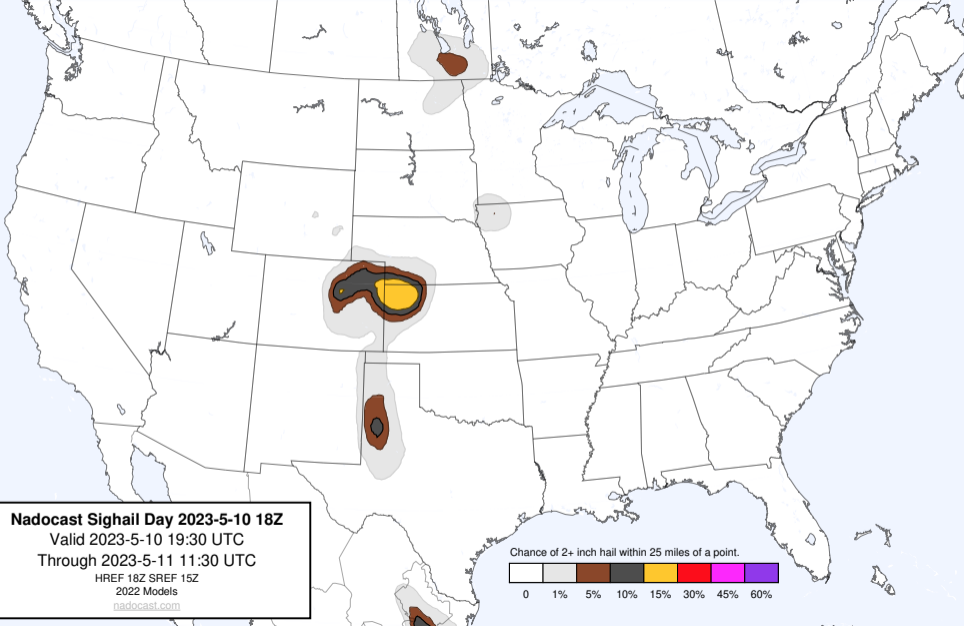 Nadocast Sighail Day 2023-5-10 18Z
Valid 2023-5-10 19:30 UTC
Through 2023-5-11 11:30 UTC
HREF 18Z SREF 15Z
2022 Models
nadocast.com
Chance of 2+ inch hail within 25 miles of a point.
0 1% 5% 10% 15% 30% 45% 60%